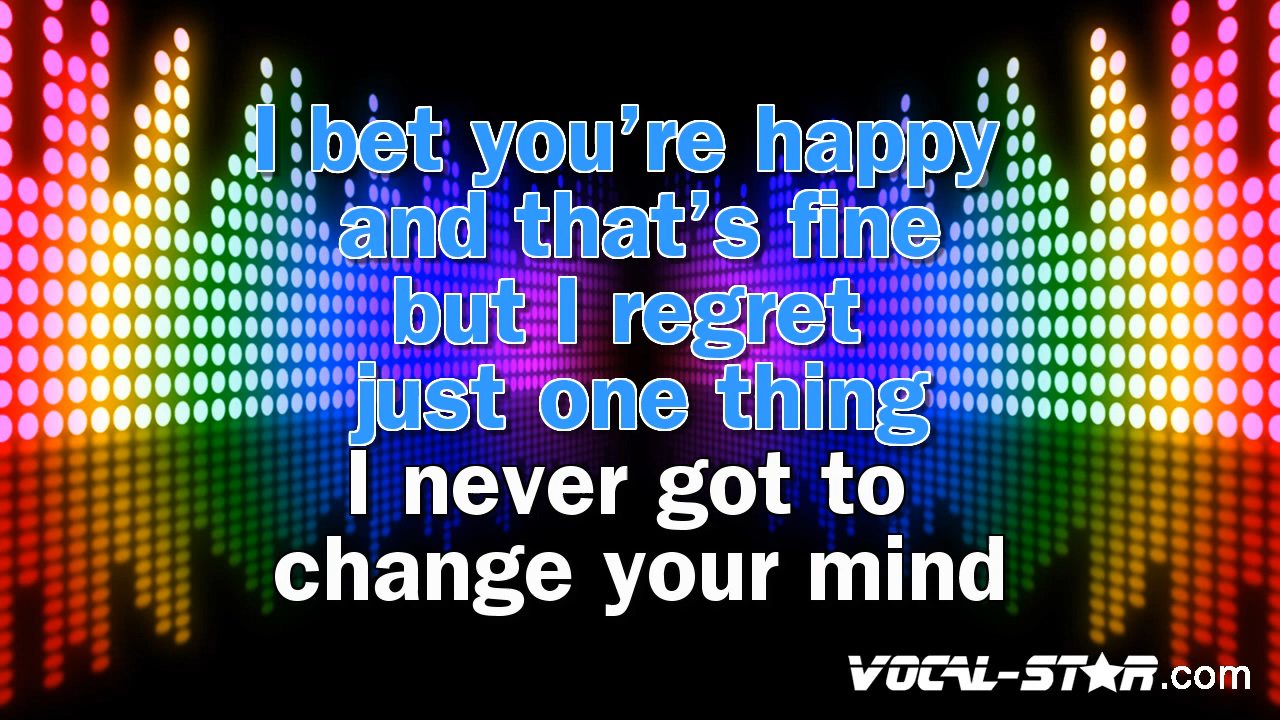 I bet you’re happy
and that’s fine
but I regret
just one thing
I never got to
change your mind
VOCAL-STAR.com